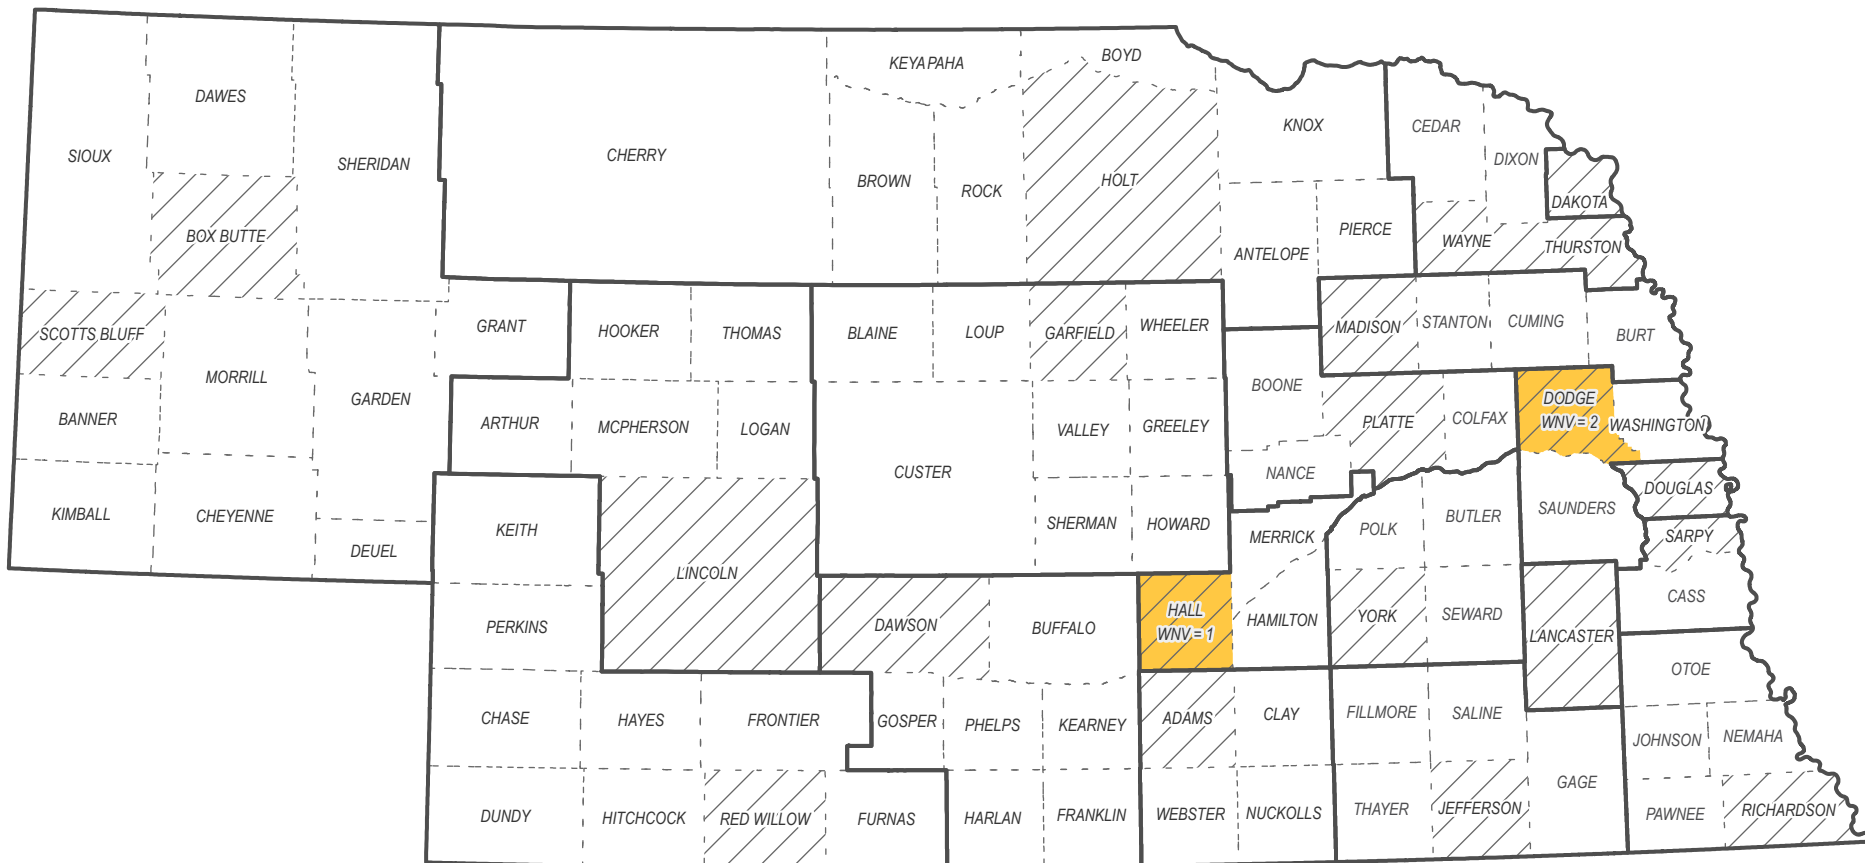 KEYAPAHA
BOYD
DAWES
KNOX
CEDAR
SIOUX
SHERIDAN
CHERRY
BROWN
ROCK
HOLT
DIXON
DAKOTA
BOX BUTTE
ANTELOPE
PIERCE
WAYNE
THURSTON
SCOTTS BLUFF
GRANT
HOOKER
THOMAS
BLAINE
LOUP
GARFIELD
WHEELER
MADISON
STANTON
CUMING
BURT
MORRILL
GARDEN
BOONE
BANNER
ARTHUR
MCPHERSON
LOGAN
VALLEY
GREELEY
PLATTE
COLFAX
DODGE
WNV = 2
WASHINGTON
CUSTER
NANCE
KIMBALL
CHEYENNE
DEUEL
KEITH
SHERMAN
HOWARD
MERRICK
POLK
BUTLER
SAUNDERS
DOUGLAS
SARPY
LINCOLN
PERKINS
DAWSON
BUFFALO
HALL
WNV = 1
HAMILTON
YORK
SEWARD
LANCASTER
CASS
OTOE
CHASE
HAYES
FRONTIER
GOSPER
PHELPS
KEARNEY
ADAMS
CLAY
FILLMORE
SALINE
JOHNSON
NEMAHA
DUNDY
HITCHCOCK
RED WILLOW
FURNAS
HARLAN
FRANKLIN
WEBSTER
NUCKOLLS
THAYER
JEFFERSON
GAGE
PAWNEE
RICHARDSON